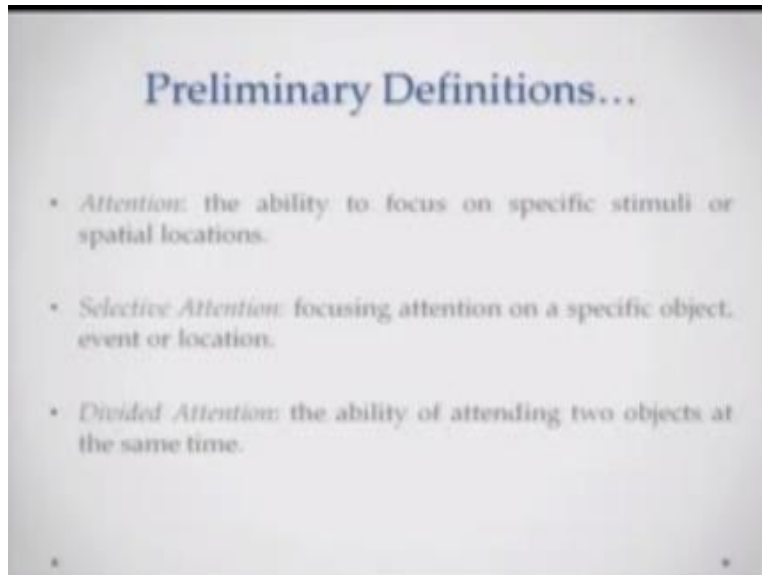 Preliminary Definitions...
• Attention: the ability to focus on specific stimuli or
spatial locations.
• Selective Attention: focusing attention on a specific object,
event or location.
• Divided Attention: the ability of attending two objects at
the same time.